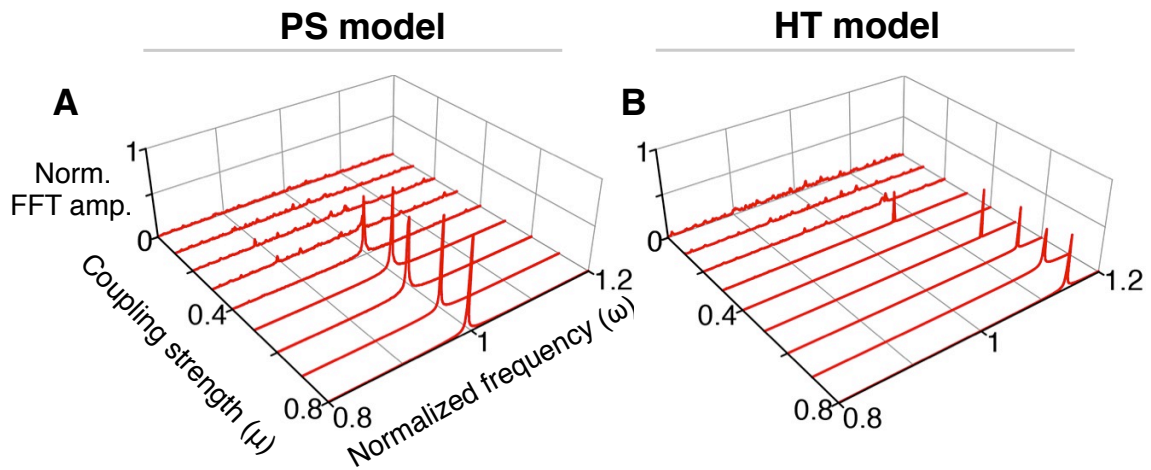 PS model
HT model
A
B
1
Norm.
FFT amp.
0
Coupling strength (μ)
0.4
0.8
0.8
Normalized frequency (ω)
1
1.2
1
0
0.4
0.8
0.8
1
1.2